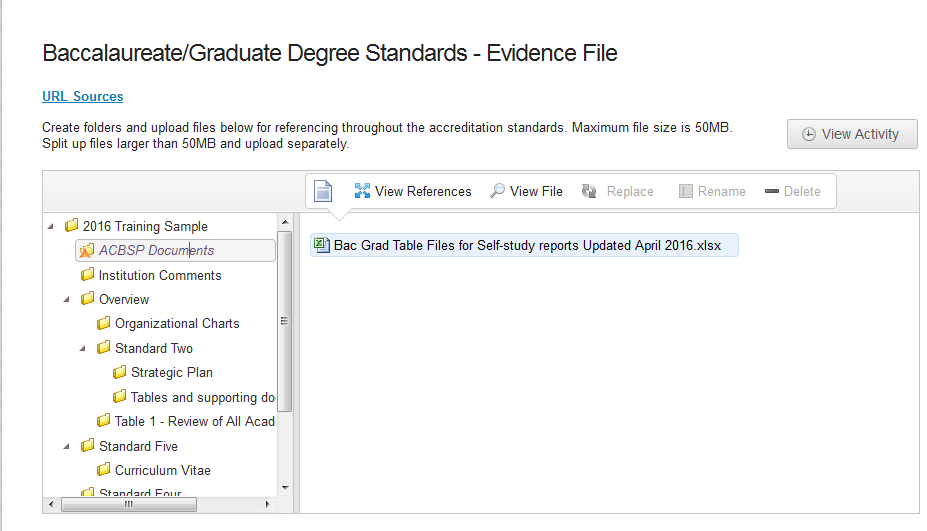 Baccalaureate/Graduate Degree Standards - Evidence File
URL Sources
Create folders and upload files below for referencing throughout the accreditation standards. Maximum file size is 50MB.
Split up files larger than 50MB and upload separately.
View Activity
View References View File Replace Rename Delete
2016 Training Sample
ACBSP Documents
Institution Comments
Overview
Organizational Charts
Standard Two
Strategic Plan
Tables and supporting do
Table 1 - Review of All Acad
Standard Five
Curriculum Vitae
Standard Four
Bac Grad Table Files for Self-study reports Updated April 2016.xlsx